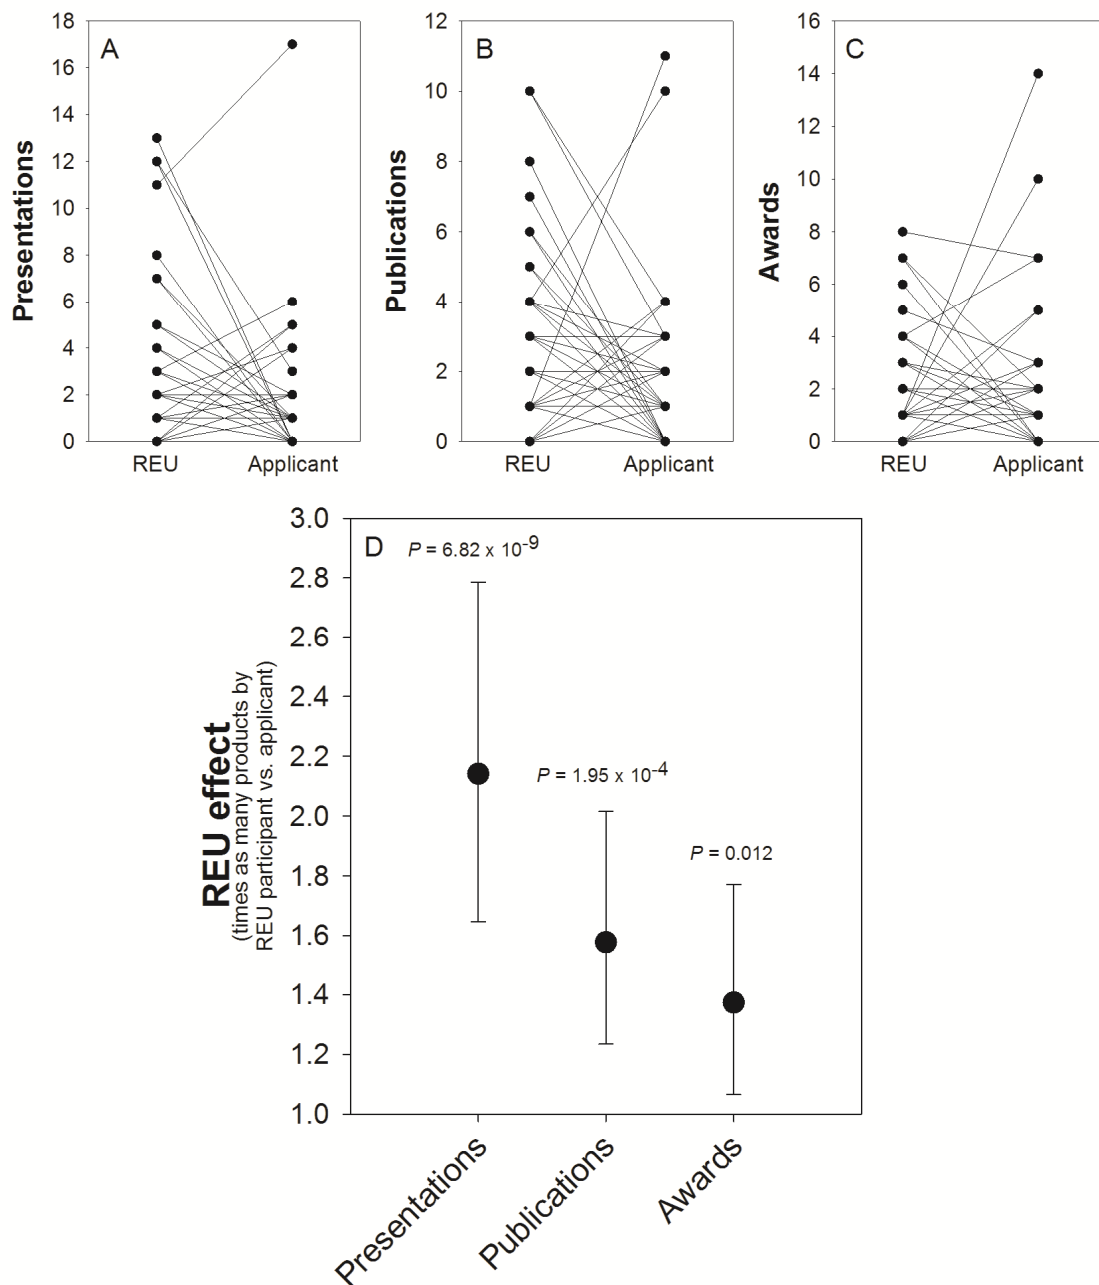 A
Presentations
18
16
14
12
10
8
6
4
2
0
REU
Applicant
B
Publications
12
10
8
6
4
2
0
REU
Applicant
C
Awards
16
14
12
10
8
6
4
2
0
REU
Applicant
D
REU effect
(times as many products by
REU participant vs. applicant)
3.0
2.8
2.6
2.4
2.2
2.0
1.8
1.6
1.4
1.2
1.0
P = 6.82 x 10-9
P = 1.95 x 10-4
P = 0.012
Presentations
Publications
Awards